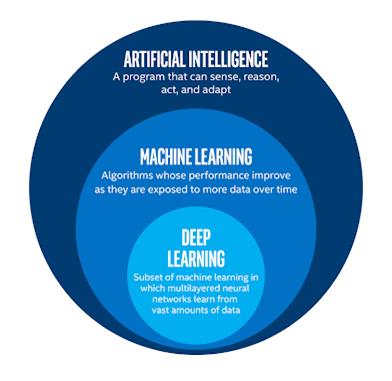 ARTIFICIAL INTELLIGENCE
A program that can sense, reason,
act, and adapt
MACHINE LEARNING
Algorithms whose performance improve
as they are exposed to more data over time
DEEP
LEARNING
Subset of machine learning in
which multilayered neural
networks learn from
vast amounts of data